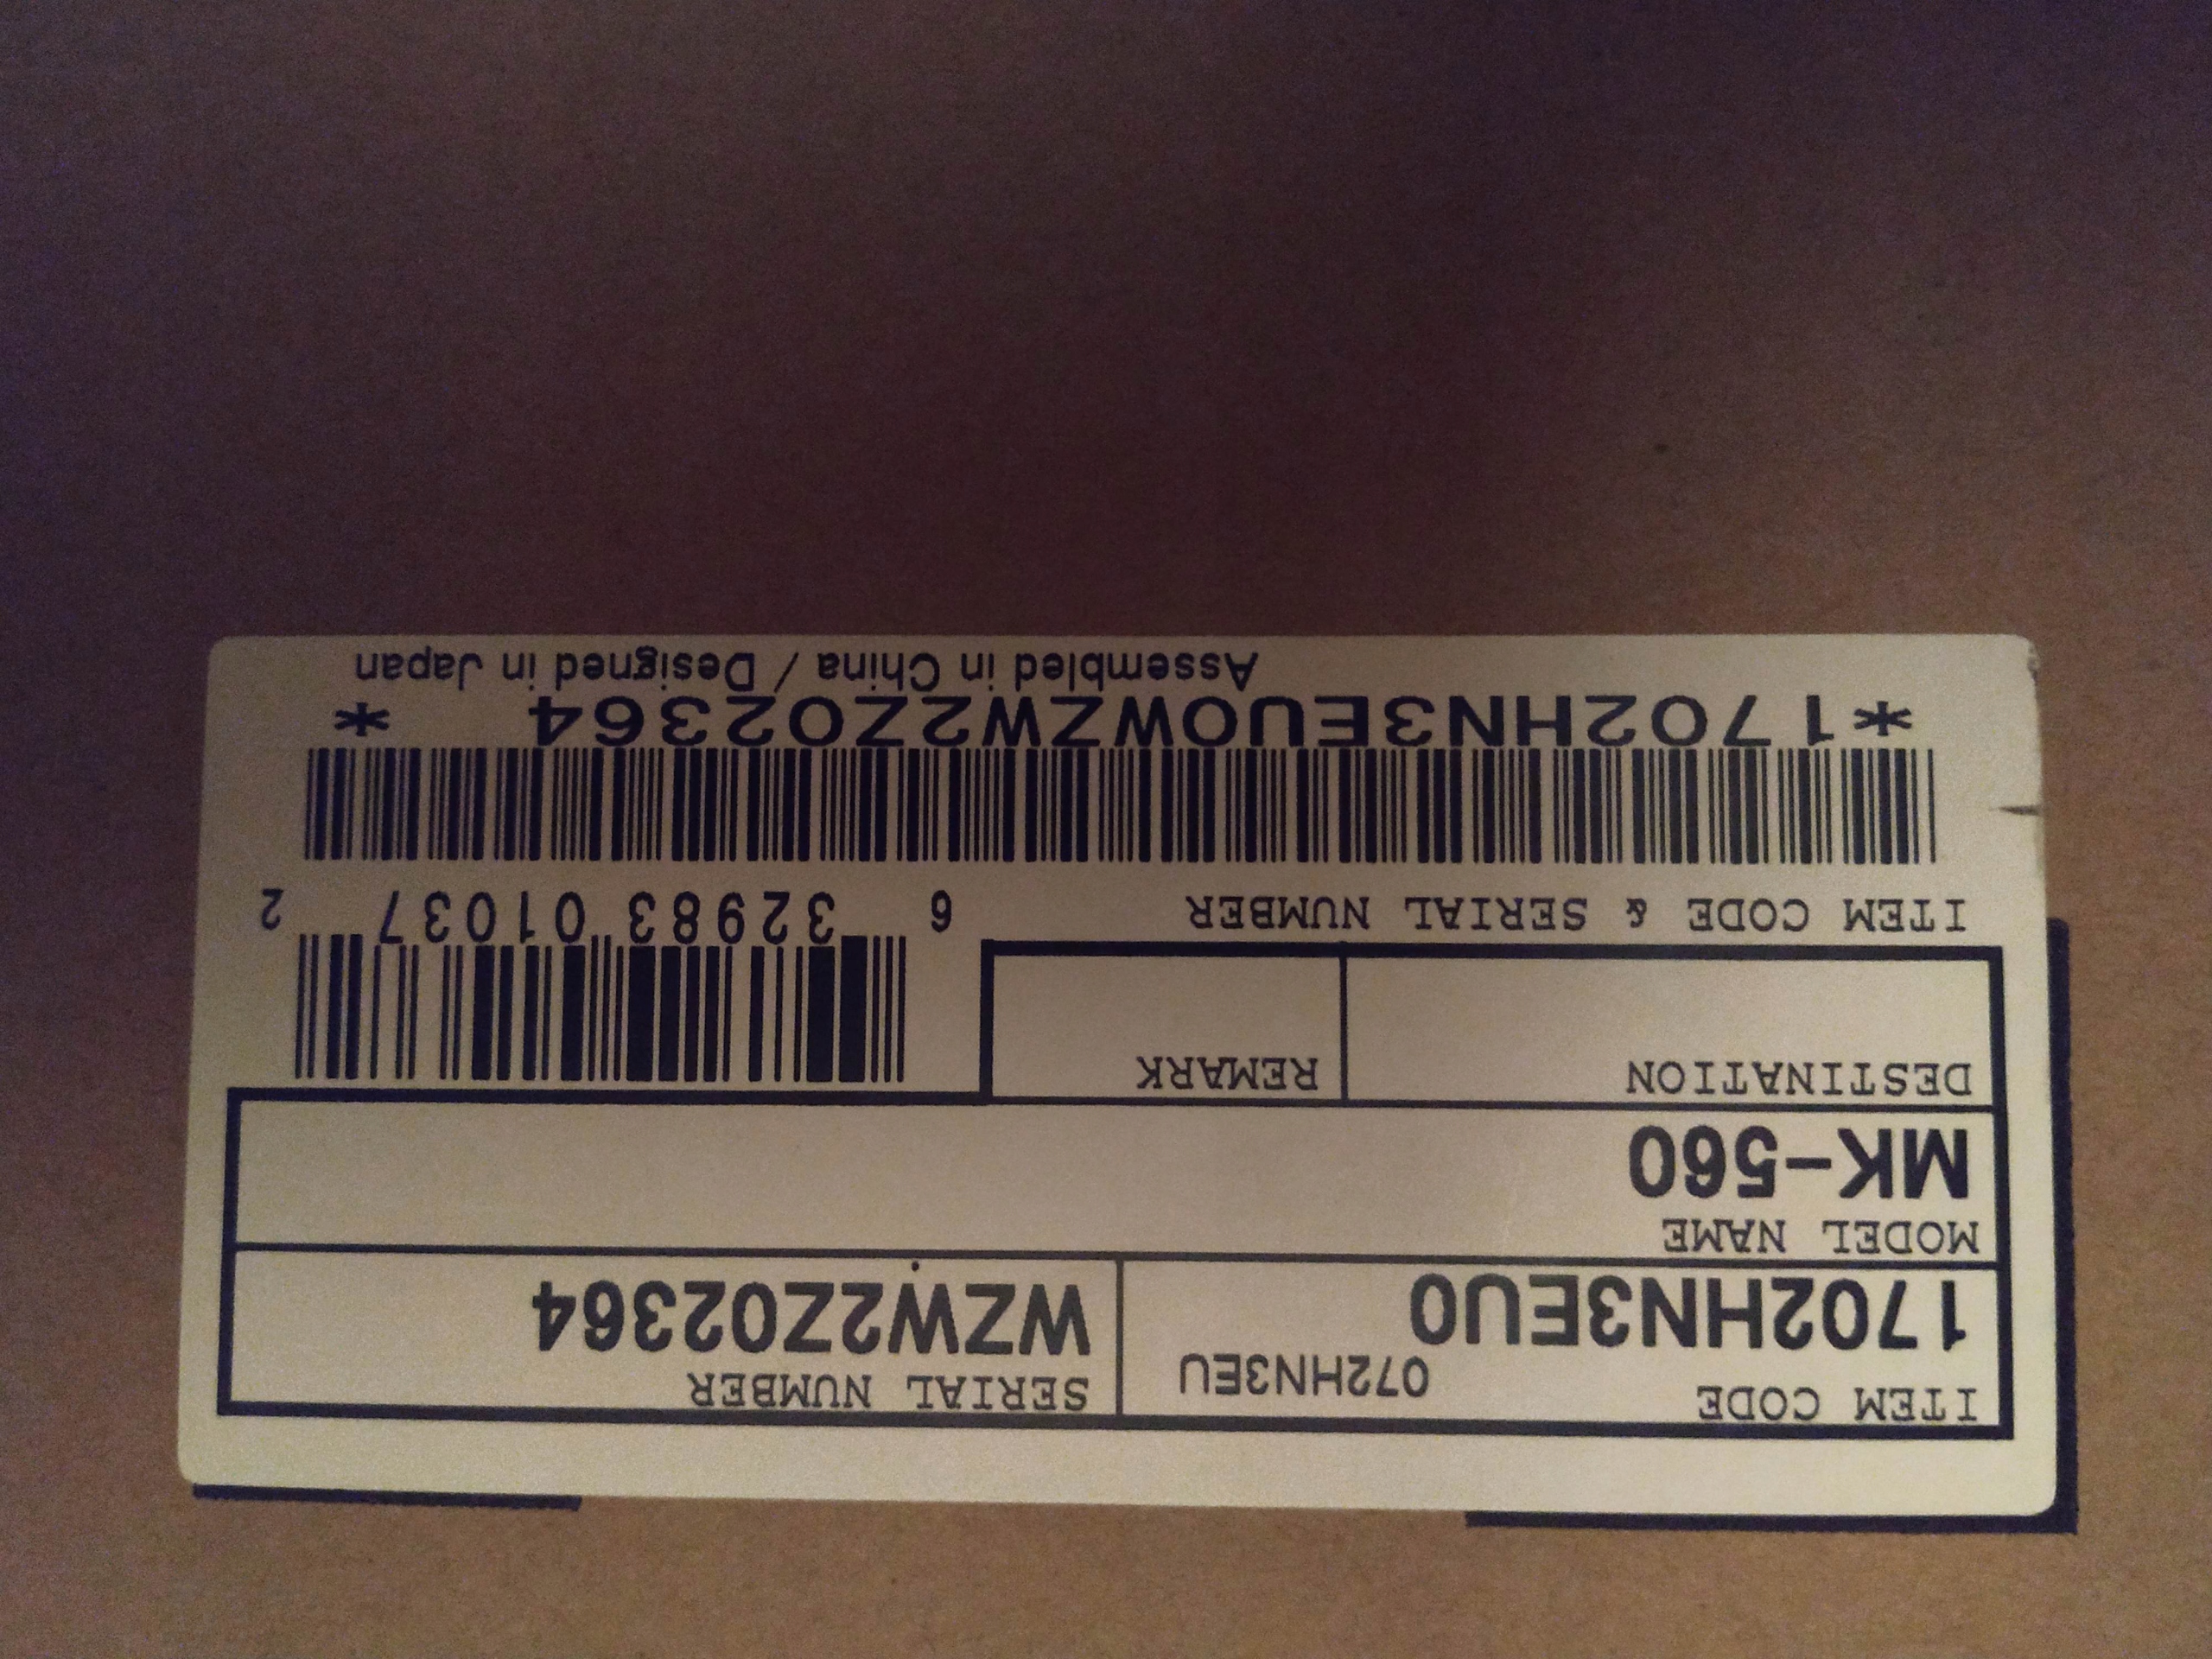 ITEM CODE 072HN3EU
1702HN3EU0
SERIAL NUMBER
WZW2Z02364
MODEL NAME
MK-560
DESTINATION
REMARK
ITEM CODE & SERIAL NUMBER
6 32983 01037 2
*1702HN3EU0WZW2Z02364 *
Assembled in China / Designed in Japan